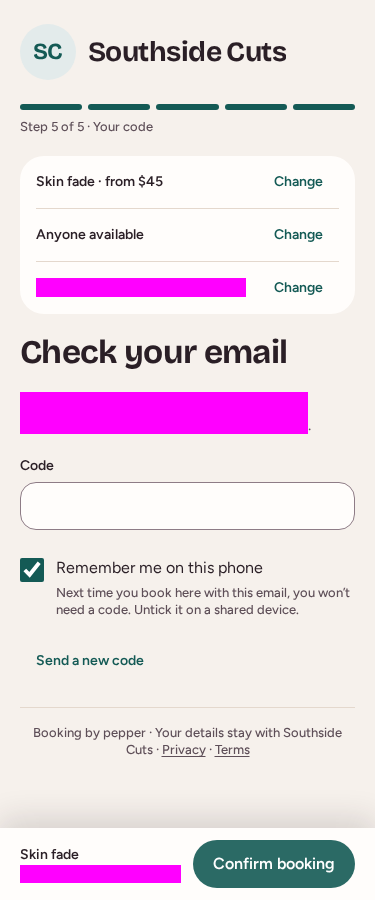 SC
Southside Cuts
Step 5 of 5 · Your code
Skin fade · from $45
Change
Anyone available
Change
Change
Check your email
.
Code
Remember me on this phone
Next time you book here with this email, you won’t
need a code. Untick it on a shared device.
Send a new code
Booking by pepper · Your details stay with Southside
Cuts · Privacy · Terms
Skin fade
Confirm booking